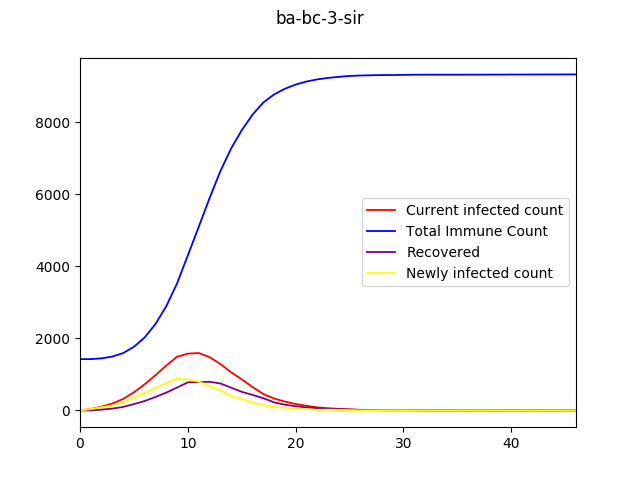 ba-bc-3-sir
8000
6000
4000
2000
0
Current infected count
Total Immune Count
Recovered
Newly infected count
0 10 20 30 40